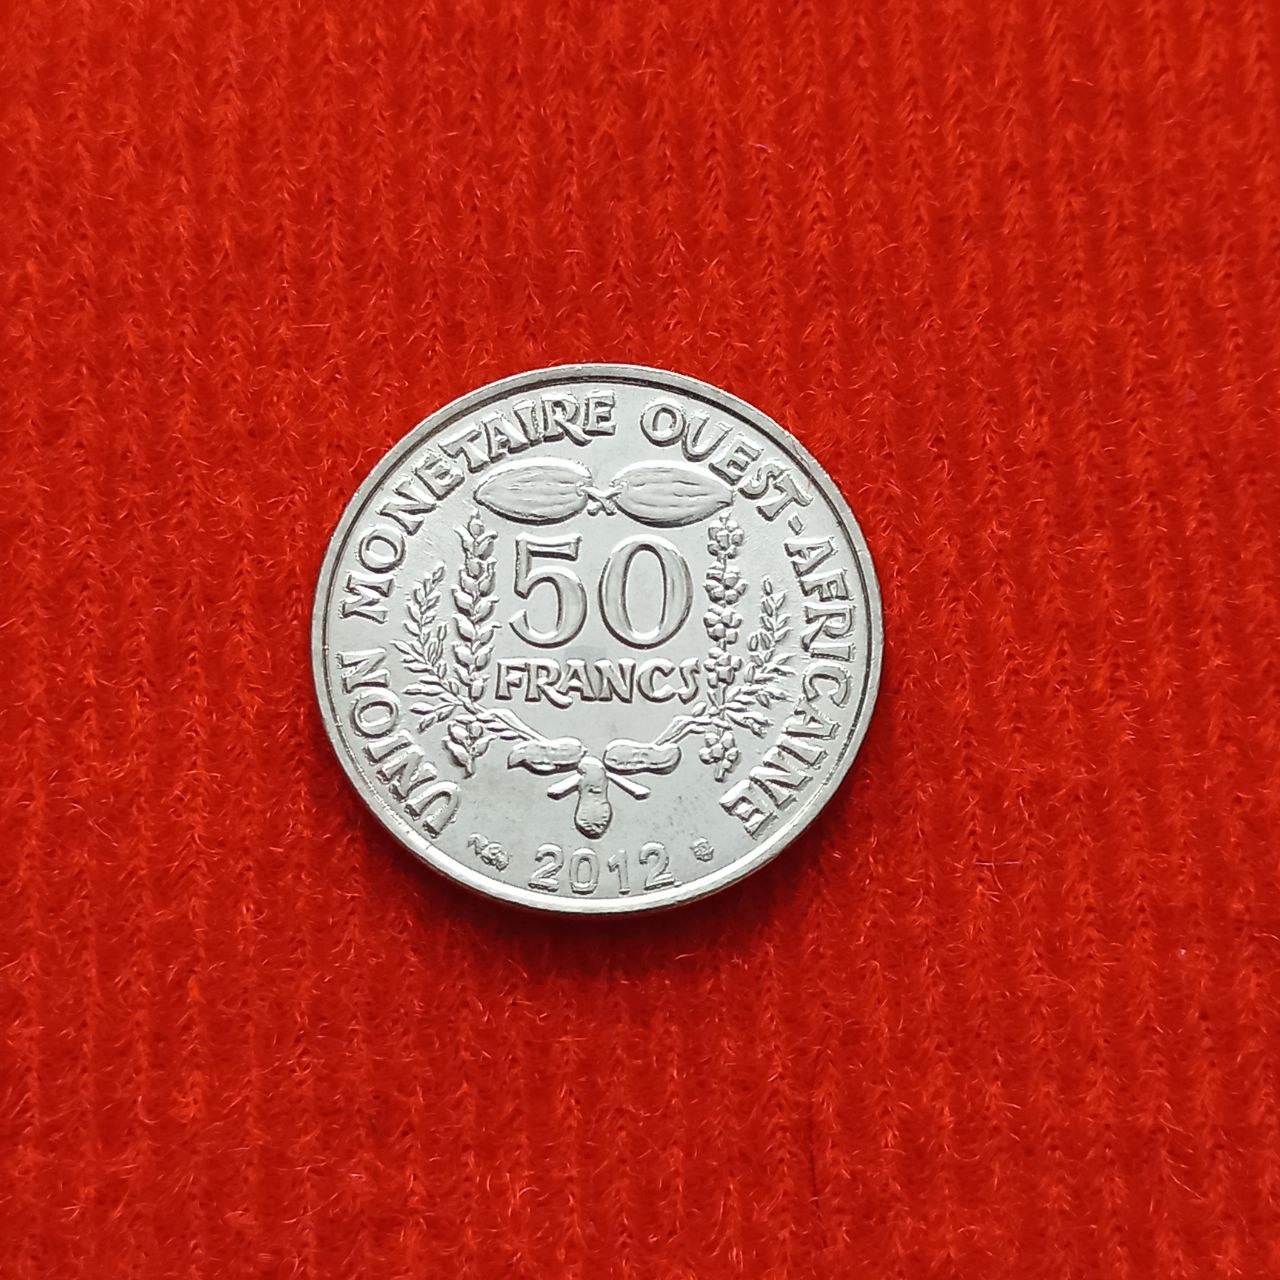 UNION MONETAIRE OUEST-AFRICAINE
50
FRANCS
2012